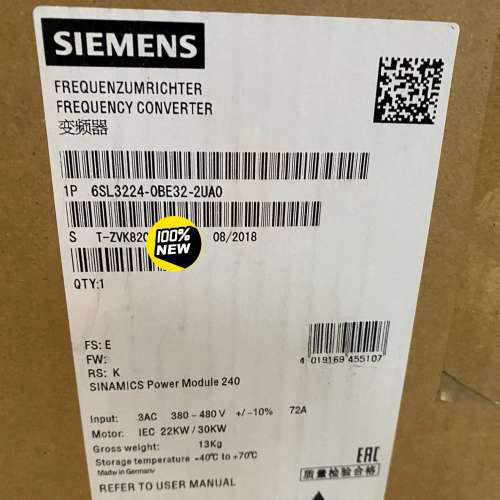 SIEMENS
FREQUENZUMRICHTER
FREQUENCY CONVERTER
变频器
1P 6SL3224-0BE32-2UA0
S T-ZVK820 08/2018
100%
NEW
QTY:1
FS: E
FW:
RS: K
SINAMICS Power Module 240
4 019169 455107
Input: 3AC 380-480V +/-10% 72A
Motor: IEC 22KW/30KW
Gross weight: 13Kg
Storage temperature -40°C to +70°C
Made in Germany
EAC
质量检验合格
REFER TO USER MANUAL